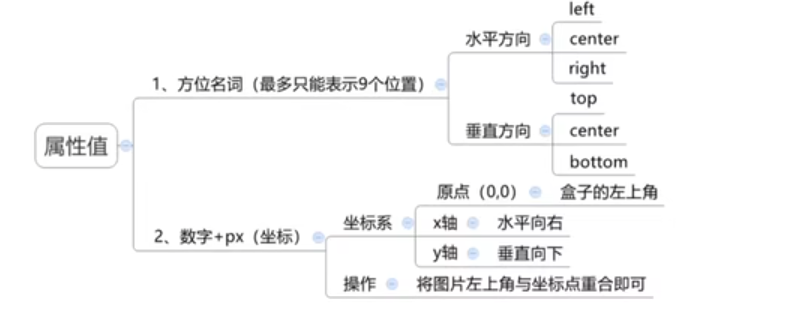 属性值
1、方位名词（最多只能表示9个位置）
水平方向
left
center
right
垂直方向
top
center
bottom
2、数字+px（坐标）
坐标系
原点（0,0）
盒子的左上角
x轴
水平向右
y轴
垂直向下
操作
将图片左上角与坐标点重合即可